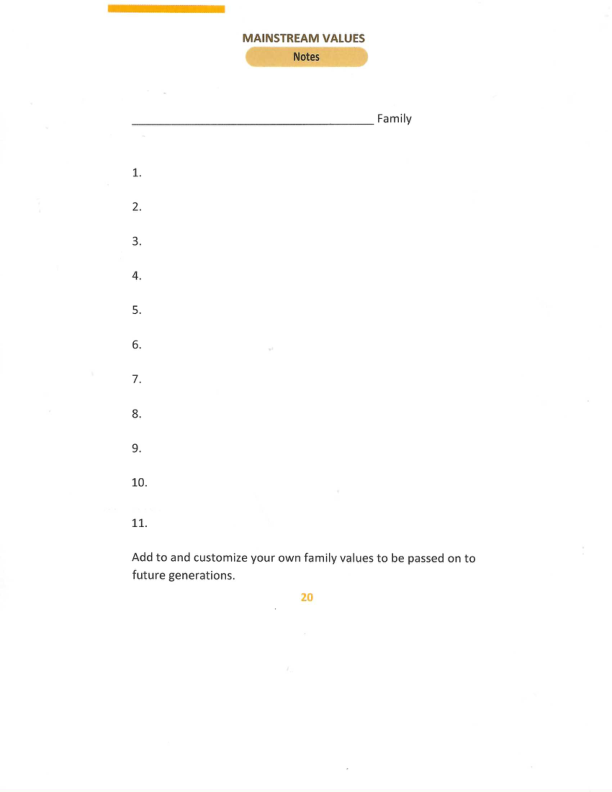 MAINSTREAM VALUES
Notes
________________________________________ Family
1.
2.
3.
4.
5.
6.
7.
8.
9.
10.
11.
Add to and customize your own family values to be passed on to
future generations.
20